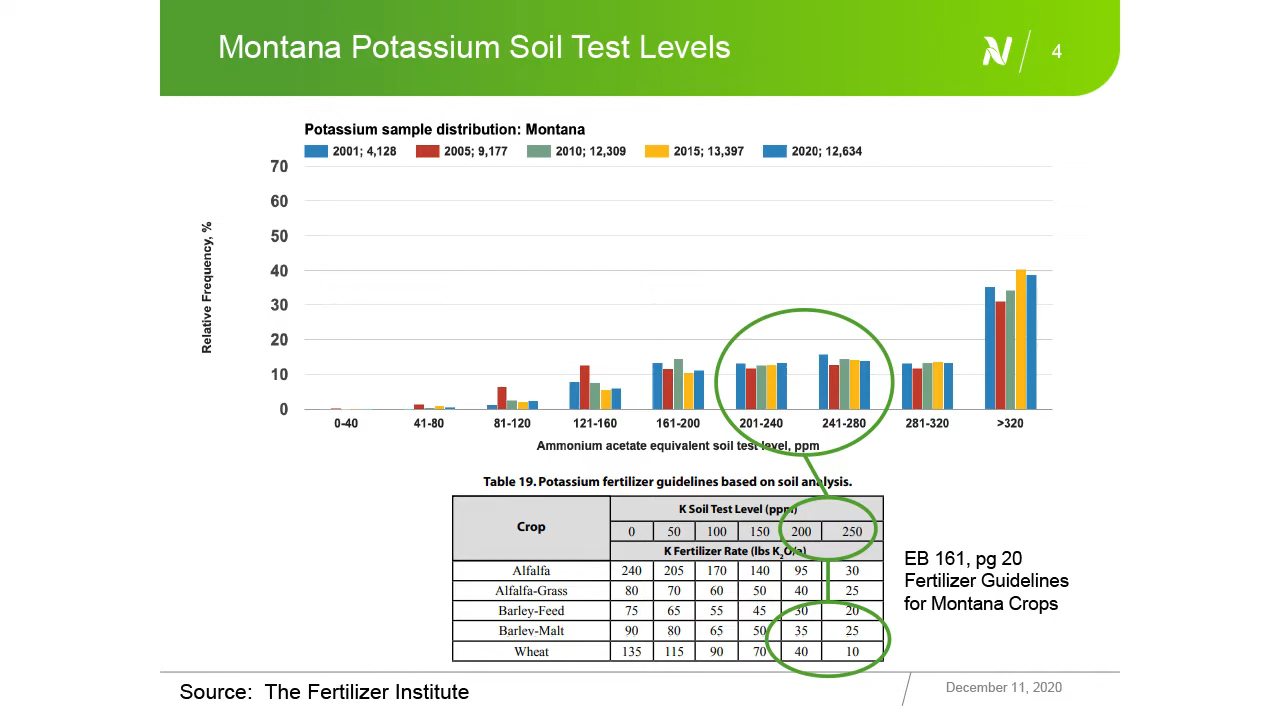 Montana Potassium Soil Test Levels
4
Potassium sample distribution: Montana
2001; 4,128 2005; 9,177 2010; 12,309 2015; 13,397 2020; 12,634
70
60
50
40
30
20
10
0
Relative Frequency, %
0-40 41-80 81-120 121-160 161-200 201-240 241-280 281-320 >320
Ammonium acetate equivalent soil test level, ppm
Table 19. Potassium fertilizer guidelines based on soil analysis.
Crop
K Soil Test Level (ppm)
0 50 100 150 200 250
K Fertilizer Rate (lbs K2O/a)
Alfalfa 240 205 170 140 95 30
Alfalfa-Grass 80 70 60 50 40 25
Barley-Feed 75 65 55 45 30 20
Barley-Malt 90 80 65 50 35 25
Wheat 135 115 90 70 40 10
EB 161, pg 20
Fertilizer Guidelines
for Montana Crops
Source: The Fertilizer Institute
December 11, 2020